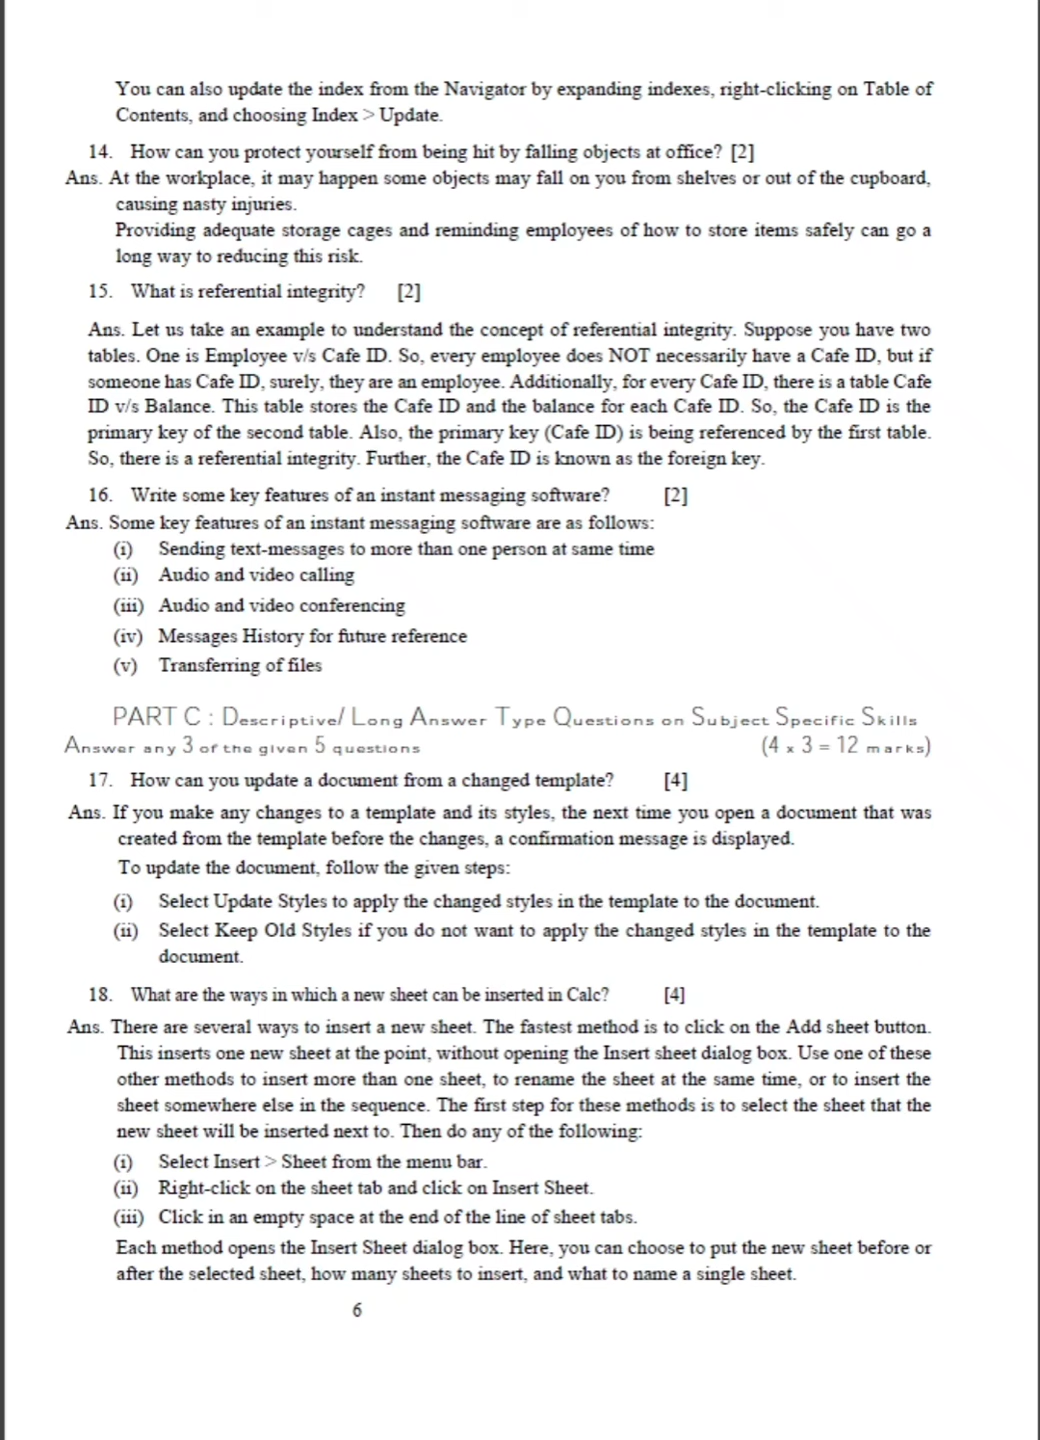 You can also update the index from the Navigator by expanding indexes, right-clicking on Table of
Contents, and choosing Index > Update.
14. How can you protect yourself from being hit by falling objects at office? [2]
Ans. At the workplace, it may happen some objects may fall on you from shelves or out of the cupboard,
causing nasty injuries.
Providing adequate storage cages and reminding employees of how to store items safely can go a
long way to reducing this risk.
15. What is referential integrity? [2]
Ans. Let us take an example to understand the concept of referential integrity. Suppose you have two
tables. One is Employee v/s Cafe ID. So, every employee does NOT necessarily have a Cafe ID, but if
someone has Cafe ID, surely, they are an employee. Additionally, for every Cafe ID, there is a table Cafe
ID v/s Balance. This table stores the Cafe ID and the balance for each Cafe ID. So, the Cafe ID is the
primary key of the second table. Also, the primary key (Cafe ID) is being referenced by the first table.
So, there is a referential integrity. Further, the Cafe ID is known as the foreign key.
16. Write some key features of an instant messaging software? [2]
Ans. Some key features of an instant messaging software are as follows:
(i) Sending text-messages to more than one person at same time
(ii) Audio and video calling
(iii) Audio and video conferencing
(iv) Messages History for future reference
(v) Transferring of files
PART C : Descriptive/ Long Answer Type Questions on Subject Specific Skills
Answer any 3 of the given 5 questions (4 x 3 = 12 marks)
17. How can you update a document from a changed template? [4]
Ans. If you make any changes to a template and its styles, the next time you open a document that was
created from the template before the changes, a confirmation message is displayed.
To update the document, follow the given steps:
(i) Select Update Styles to apply the changed styles in the template to the document.
(ii) Select Keep Old Styles if you do not want to apply the changed styles in the template to the
document.
18. What are the ways in which a new sheet can be inserted in Calc? [4]
Ans. There are several ways to insert a new sheet. The fastest method is to click on the Add sheet button.
This inserts one new sheet at the point, without opening the Insert sheet dialog box. Use one of these
other methods to insert more than one sheet, to rename the sheet at the same time, or to insert the
sheet somewhere else in the sequence. The first step for these methods is to select the sheet that the
new sheet will be inserted next to. Then do any of the following:
(i) Select Insert > Sheet from the menu bar.
(ii) Right-click on the sheet tab and click on Insert Sheet.
(iii) Click in an empty space at the end of the line of sheet tabs.
Each method opens the Insert Sheet dialog box. Here, you can choose to put the new sheet before or
after the selected sheet, how many sheets to insert, and what to name a single sheet.
6